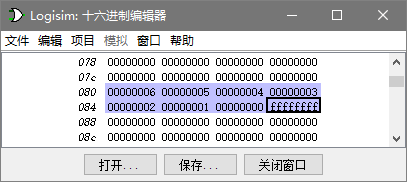 Logisim: 十六进制编辑器
文件 编辑 项目 模拟 窗口 帮助
078 00000000 00000000 00000000 00000000
07c 00000000 00000000 00000000 00000000
080 00000006 00000005 00000004 00000003
084 00000002 00000001 00000000 ffffffff
088 00000000 00000000 00000000 00000000
08c 00000000 00000000 00000000 00000000
打开... 保存... 关闭窗口